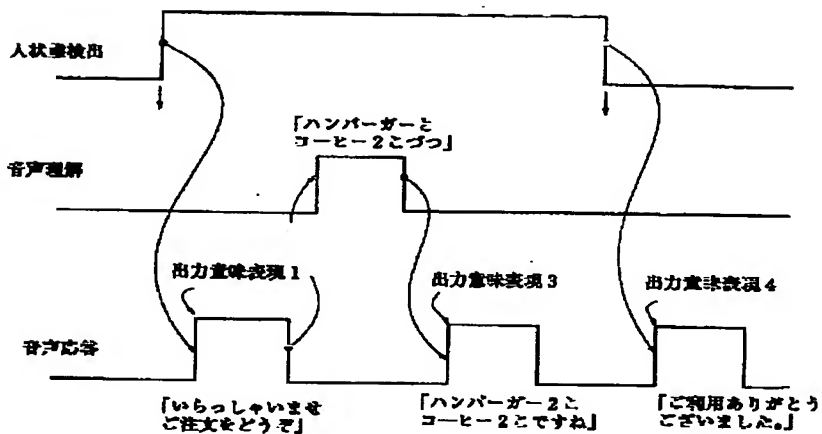 人状態検出
「ハンバーガーと
コーヒー2こづつ」
音声理解
出力意味表現1
出力意味表現3
出力意味表現4
音声応答
「いらっしゃいませ
ご注文をどうぞ」
「ハンバーガー2こ
コーヒー2こですね」
「ご利用ありがとう
ございました。」